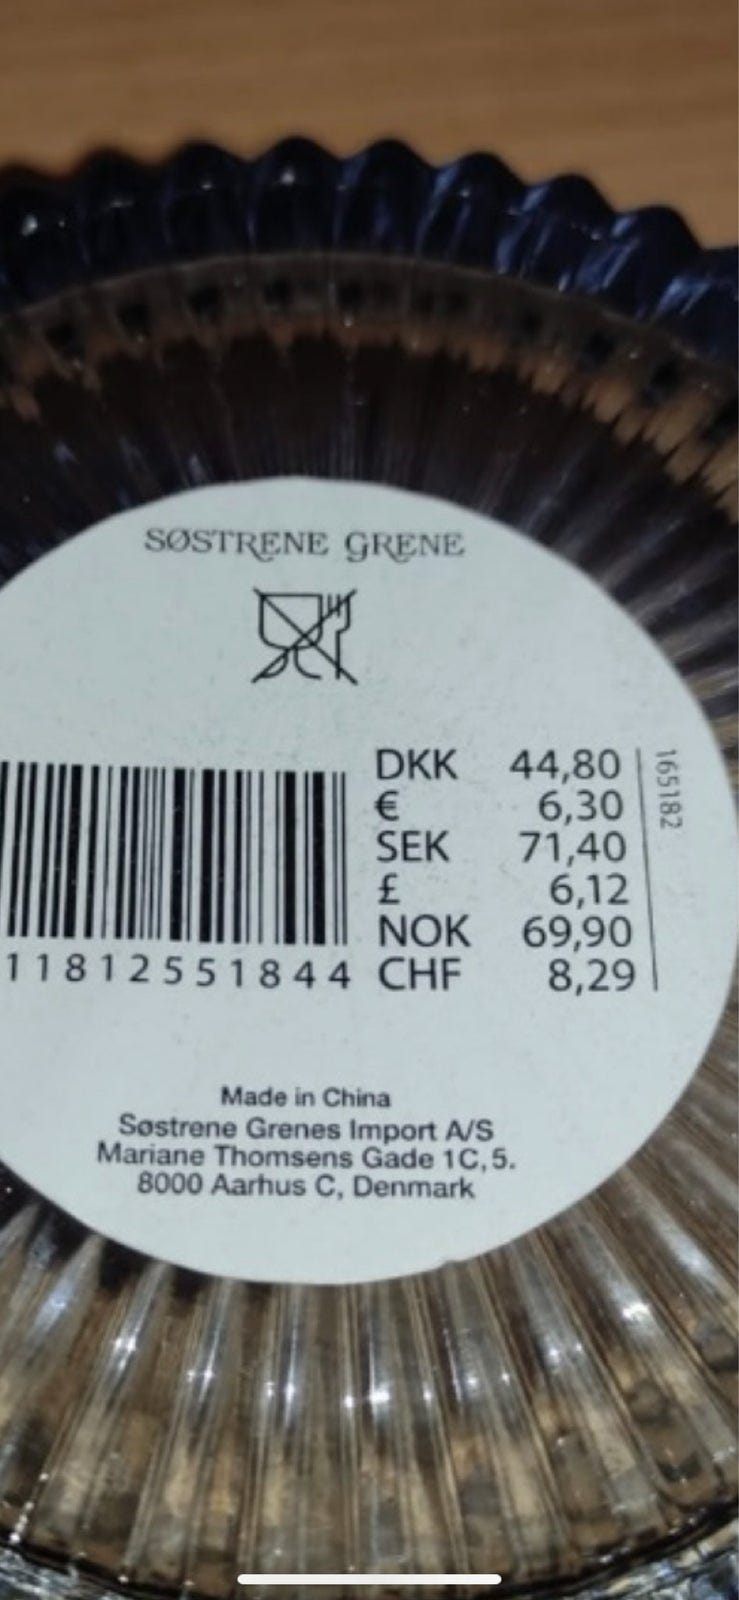 SØSTRENE GRENE
DKK 44,80
€ 6,30
SEK 71,40
£ 6,12
NOK 69,90
CHF 8,29
165182
11812551844
Made in China
Søstrene Grenes Import A/S
Mariane Thomsens Gade 1C,5.
8000 Aarhus C, Denmark